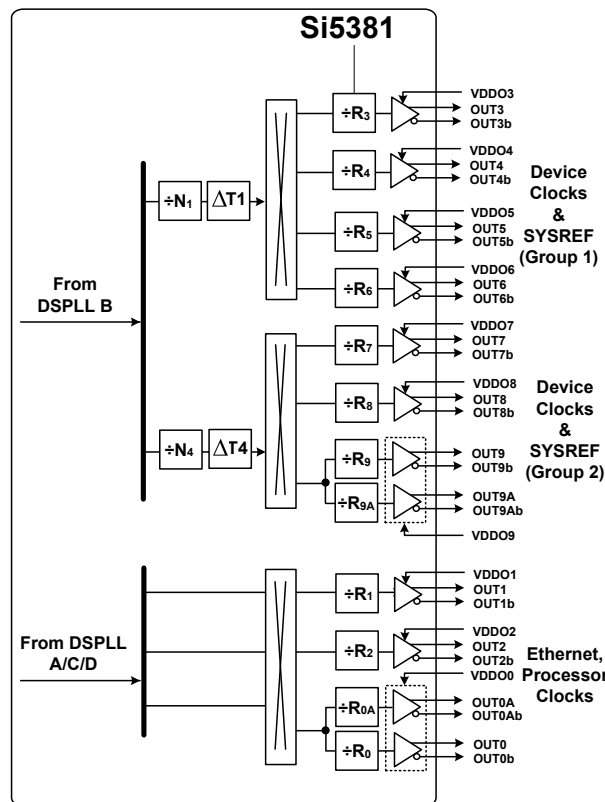 Si5381
÷R3
VDDO3
OUT3
OUT3b
÷R4
VDDO4
OUT4
OUT4b
÷N1
ΔT1
÷R5
VDDO5
OUT5
OUT5b
÷R6
VDDO6
OUT6
OUT6b
Device
Clocks
&
SYSREF
(Group 1)
From
DSPLL B
÷R7
VDDO7
OUT7
OUT7b
÷R8
VDDO8
OUT8
OUT8b
÷N4
ΔT4
÷R9
OUT9
OUT9b
÷R9A
OUT9A
OUT9Ab
VDDO9
Device
Clocks
&
SYSREF
(Group 2)
From DSPLL
A/C/D
÷R1
VDDO1
OUT1
OUT1b
÷R2
VDDO2
OUT2
OUT2b
VDDO0
÷R0A
OUT0A
OUT0Ab
÷R0
OUT0
OUT0b
Ethernet,
Processor
Clocks